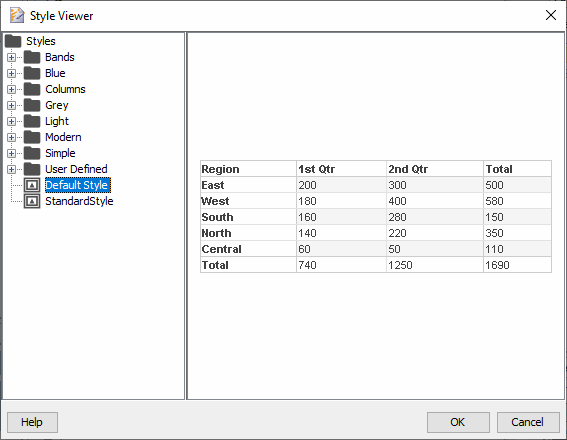 Style Viewer
Styles
Bands
Blue
Columns
Grey
Light
Modern
Simple
User Defined
Default Style
StandardStyle
Region 1st Qtr 2nd Qtr Total
East 200 300 500
West 180 400 580
South 160 280 150
North 140 220 350
Central 60 50 110
Total 740 1250 1690
Help OK Cancel